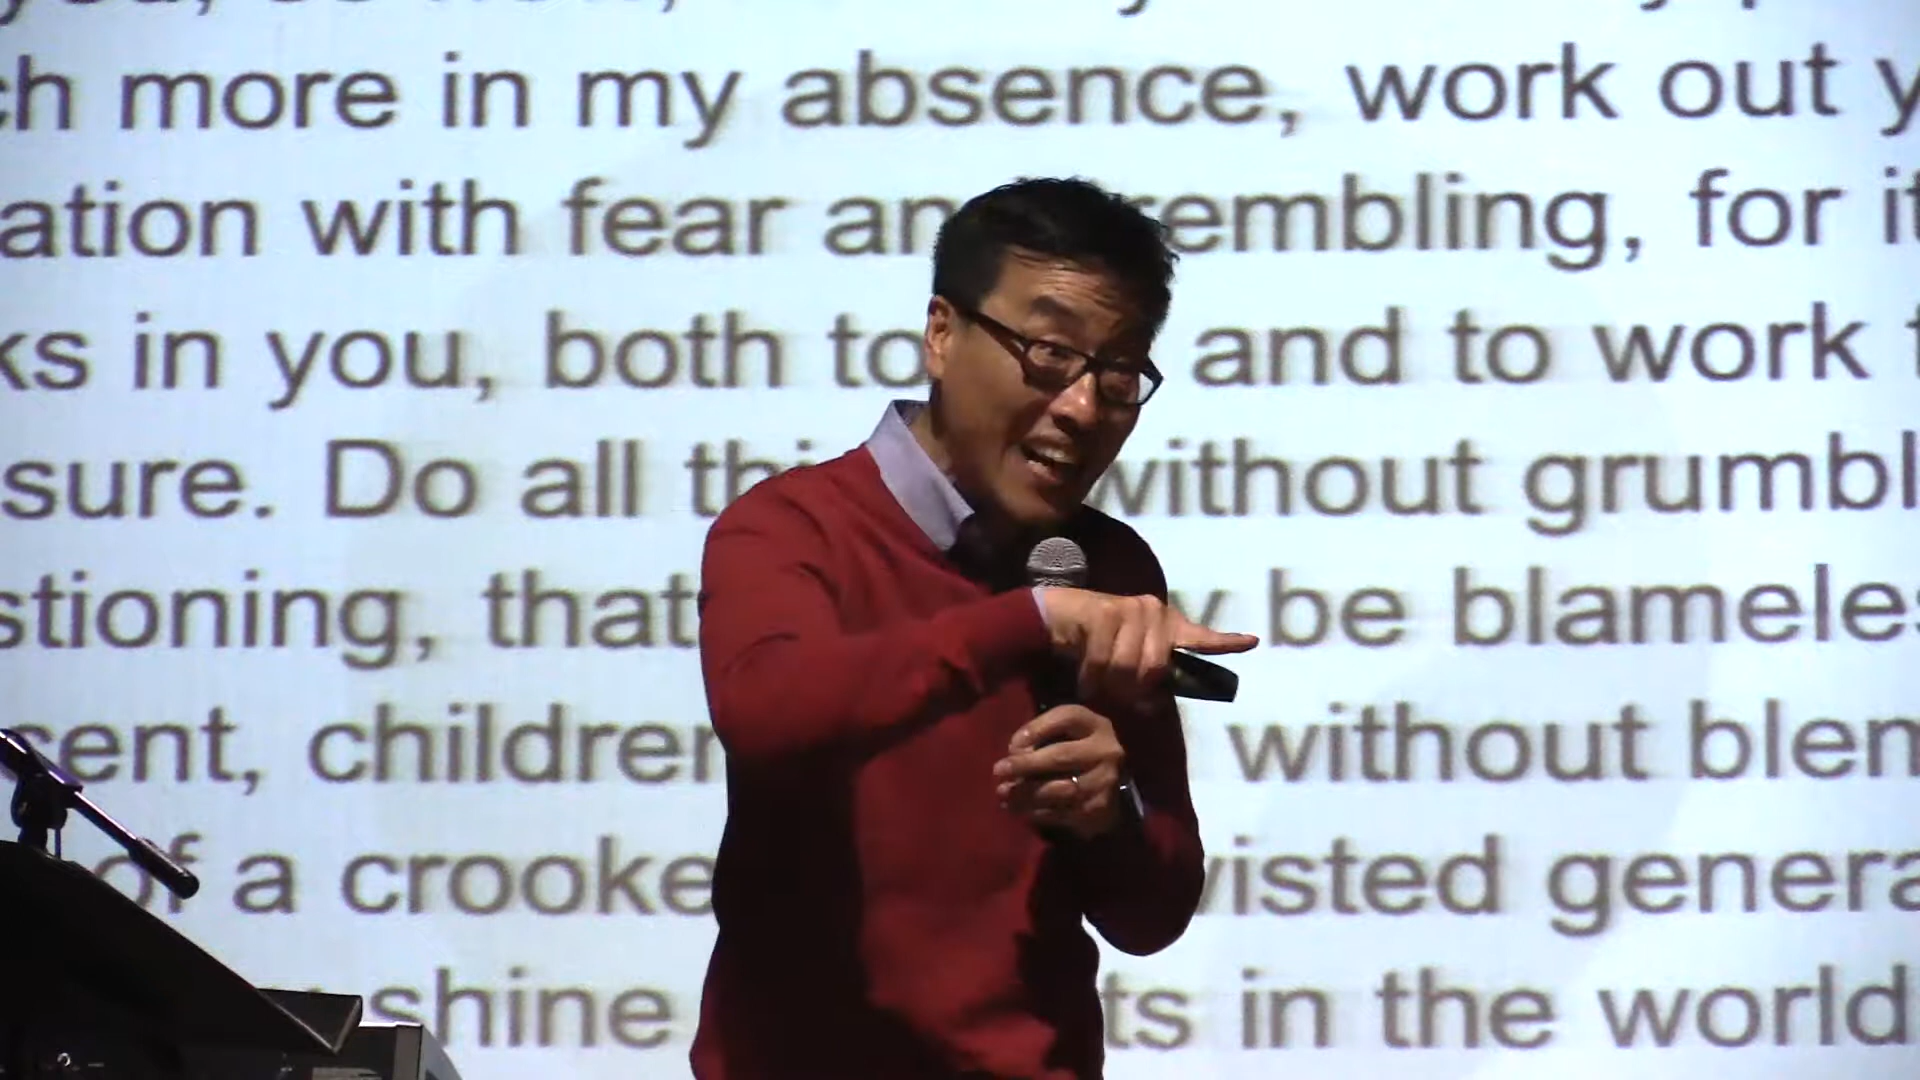 ch more in my absence, work out y
ation with fear an rembling, for it
ks in you, both to and to work f
sure. Do all thi without grumbl
stioning, that y be blameles
cent, children without blem
of a crooke wisted genera
shine ts in the world